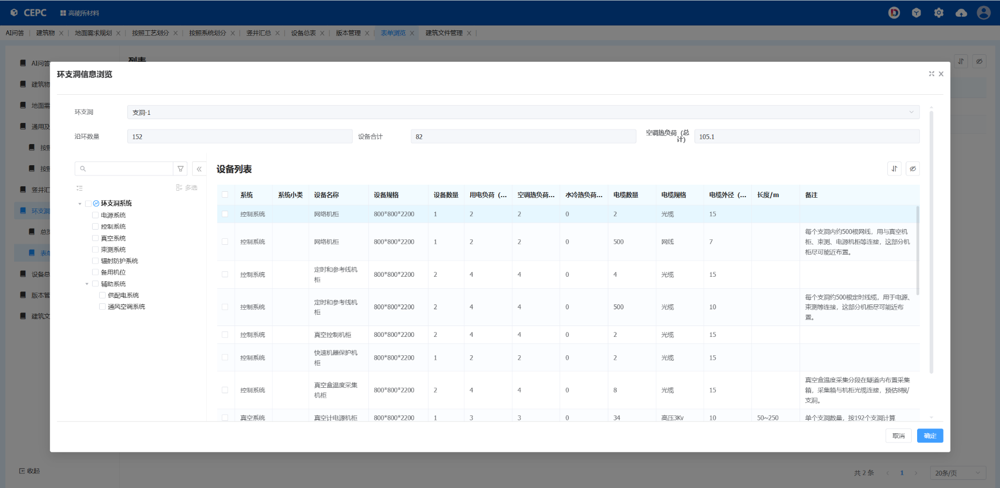 CEPC 高能所材料
AI问答 建筑物 地面需求规划 按照工艺划分 按照系统划分 竖井汇总 设备总表 版本管理 表单浏览 建筑文件管理
列表
AI问答
建筑物
地面需
通用及
按照
按照
竖井汇
环支洞
总览
表单
设备总
版本管
建筑文
收起
环支洞信息浏览
环支洞 支洞-1
沿环数量 152 设备合计 82 空调热负荷（总计） 105.1
多选
环支洞系统
电源系统
控制系统
真空系统
束测系统
辐射防护系统
备用机位
辅助系统
供配电系统
通风空调系统
设备列表
系统 系统小类 设备名称 设备规格 设备数量 用电负荷（... 空调热负荷... 水冷热负荷... 电缆数量 电缆规格 电缆外径（... 长度/m 备注
控制系统 网络机柜 800*800*2200 1 2 2 0 2 光缆 15
控制系统 网络机柜 800*800*2200 1 2 2 0 500 网线 7 每个支洞内约500根网线，用与真空机
柜、束测、电源机柜等连接，这部分机
柜尽可能近布置。
控制系统 定时和参考线机
柜 800*800*2200 2 4 4 0 4 光缆 15
控制系统 定时和参考线机
柜 800*800*2200 2 4 4 0 500 光缆 10 每个支洞约500根定时线缆，用于电源、
束测等连接，这部分机柜尽可能近布
置。
控制系统 真空控制机柜 800*800*2200 2 4 4 0 2 光缆 15
控制系统 快速机器保护机
柜 800*800*2200 1 2 2 0 2 光缆 15
控制系统 真空盒温度采集
机柜 800*800*2200 2 4 4 0 8 光缆 15 真空盒温度采集分段在隧道内布置采集
箱，采集箱与机柜光缆连接，预估8根/
支洞。
真空系统 真空计电源机柜 800*800*2200 1 3 3 0 34 高压3Kv 10 50~250 单个支洞数量，按192个支洞计算
取消 确定
共 2 条 1 20条/页